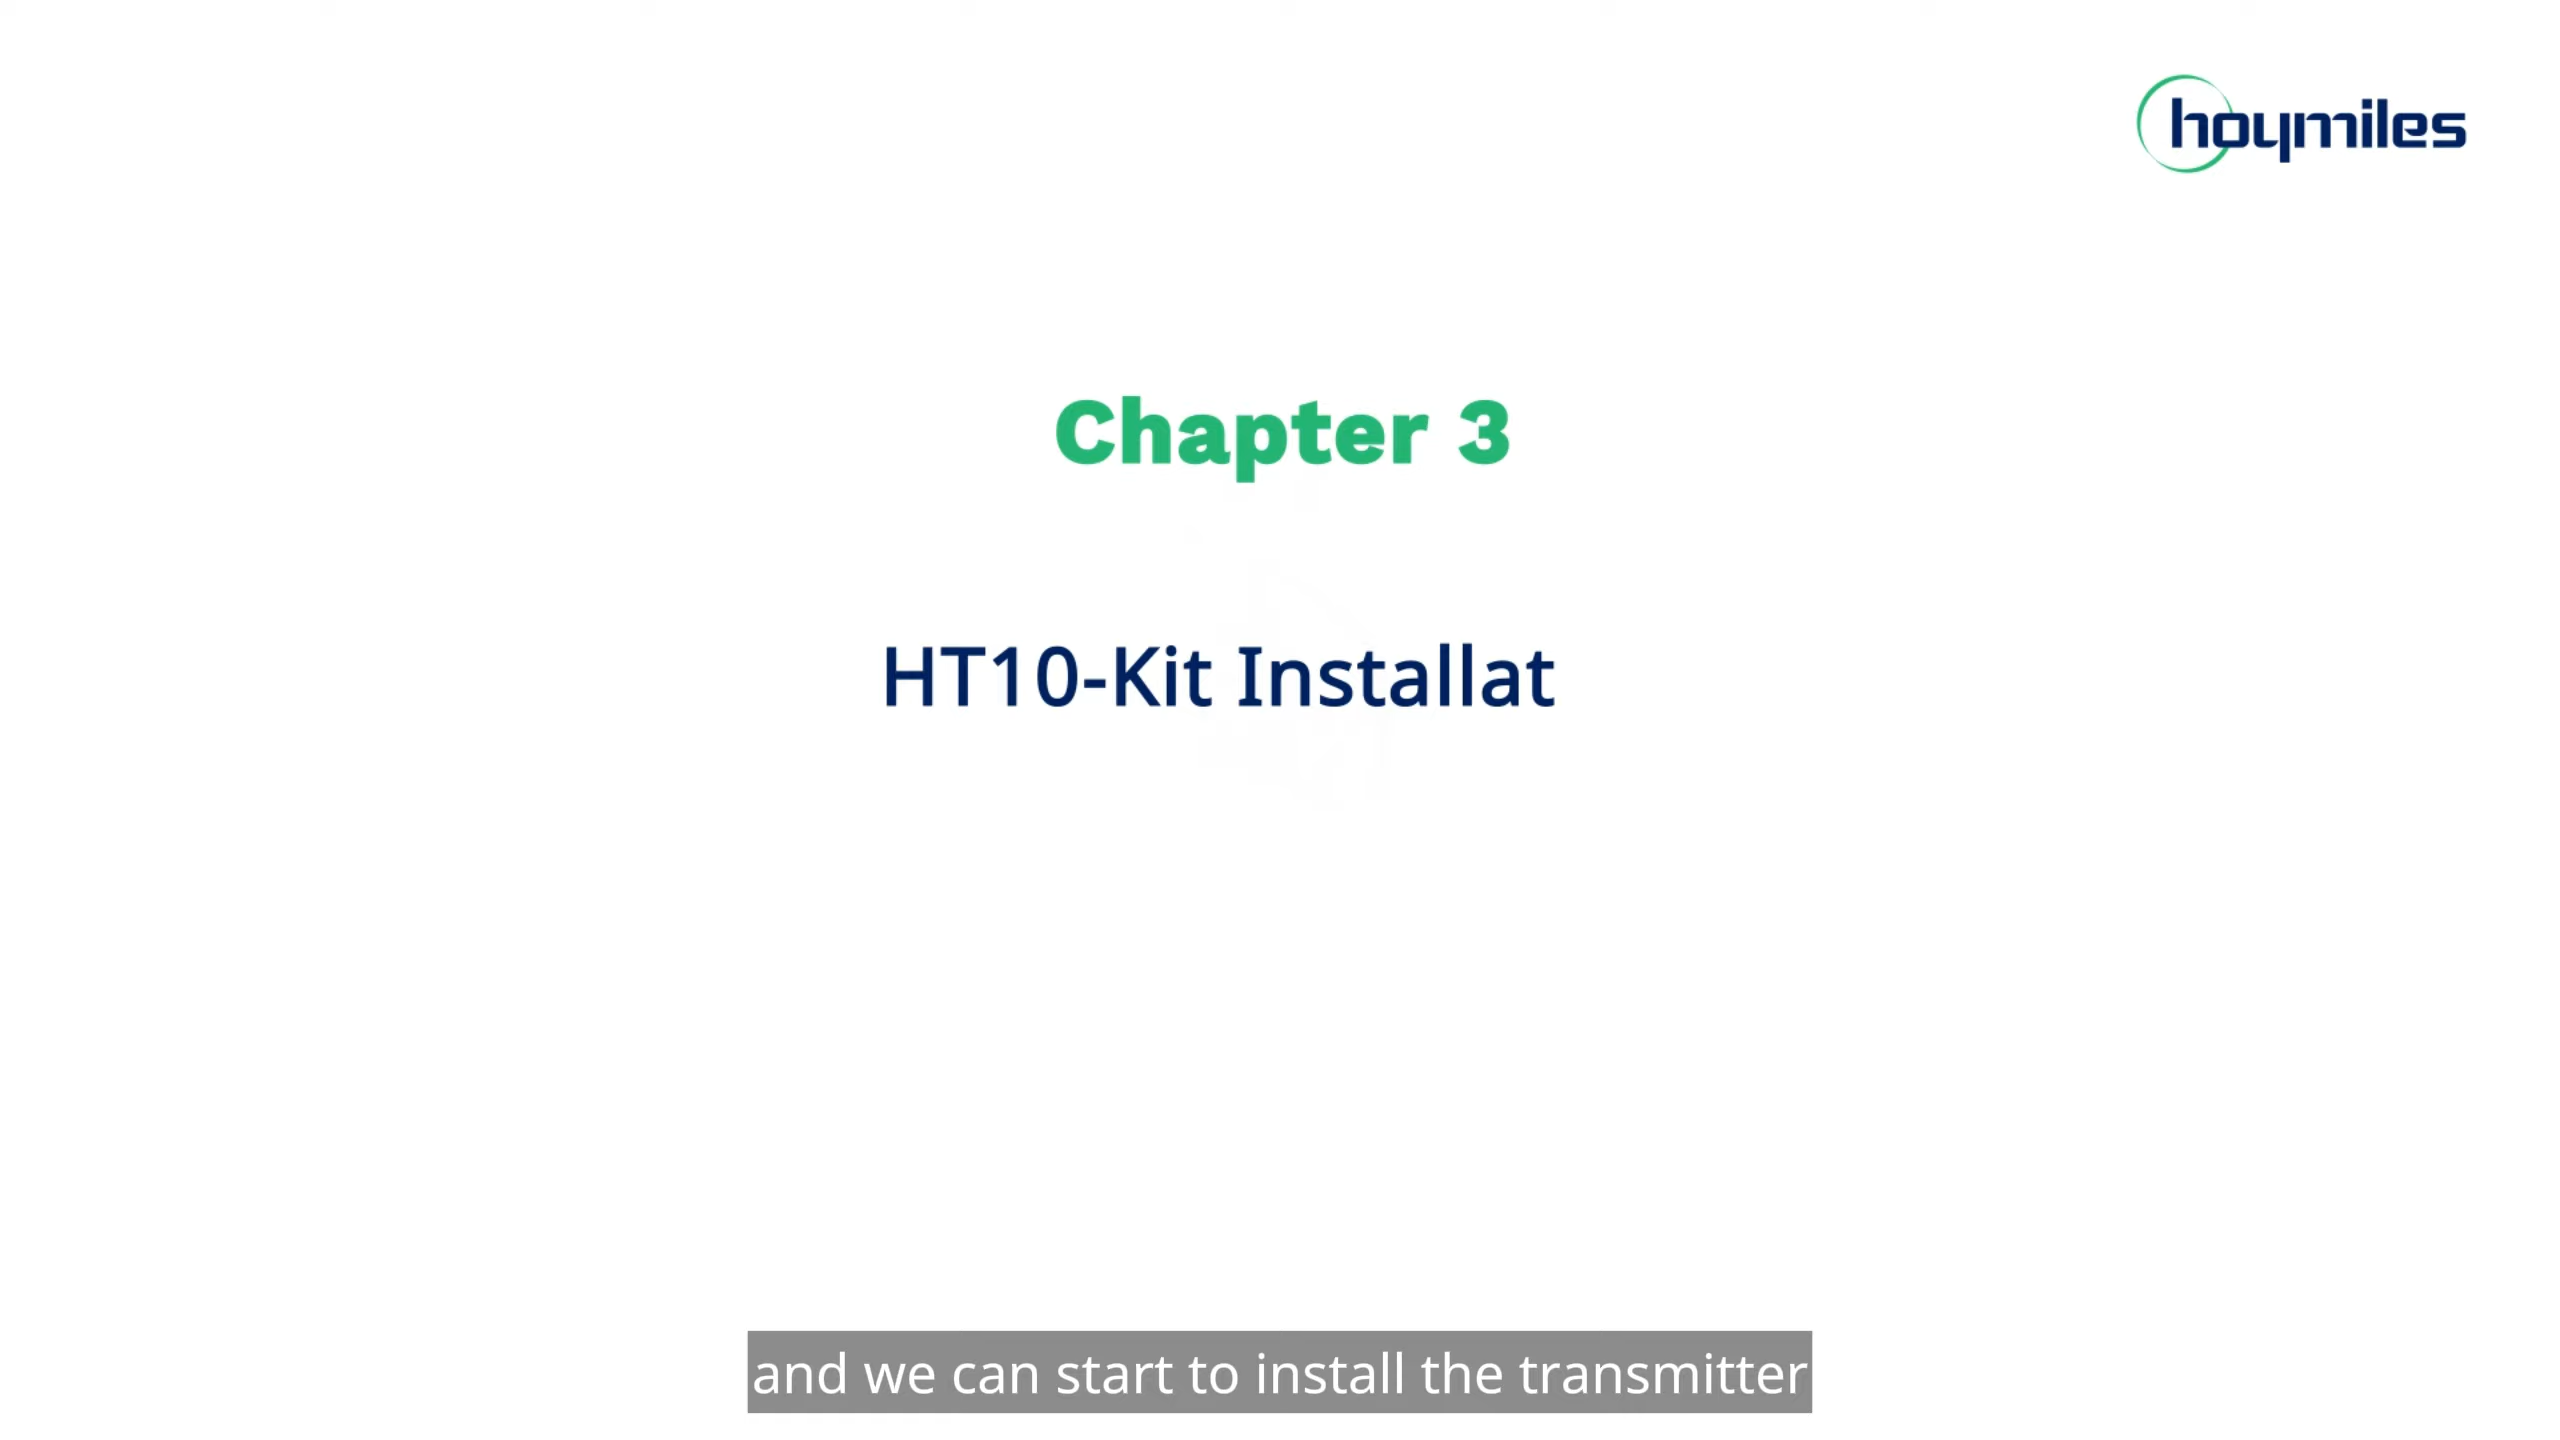 hoymiles
Chapter 3
HT10-Kit Installat
and we can start to install the transmitter